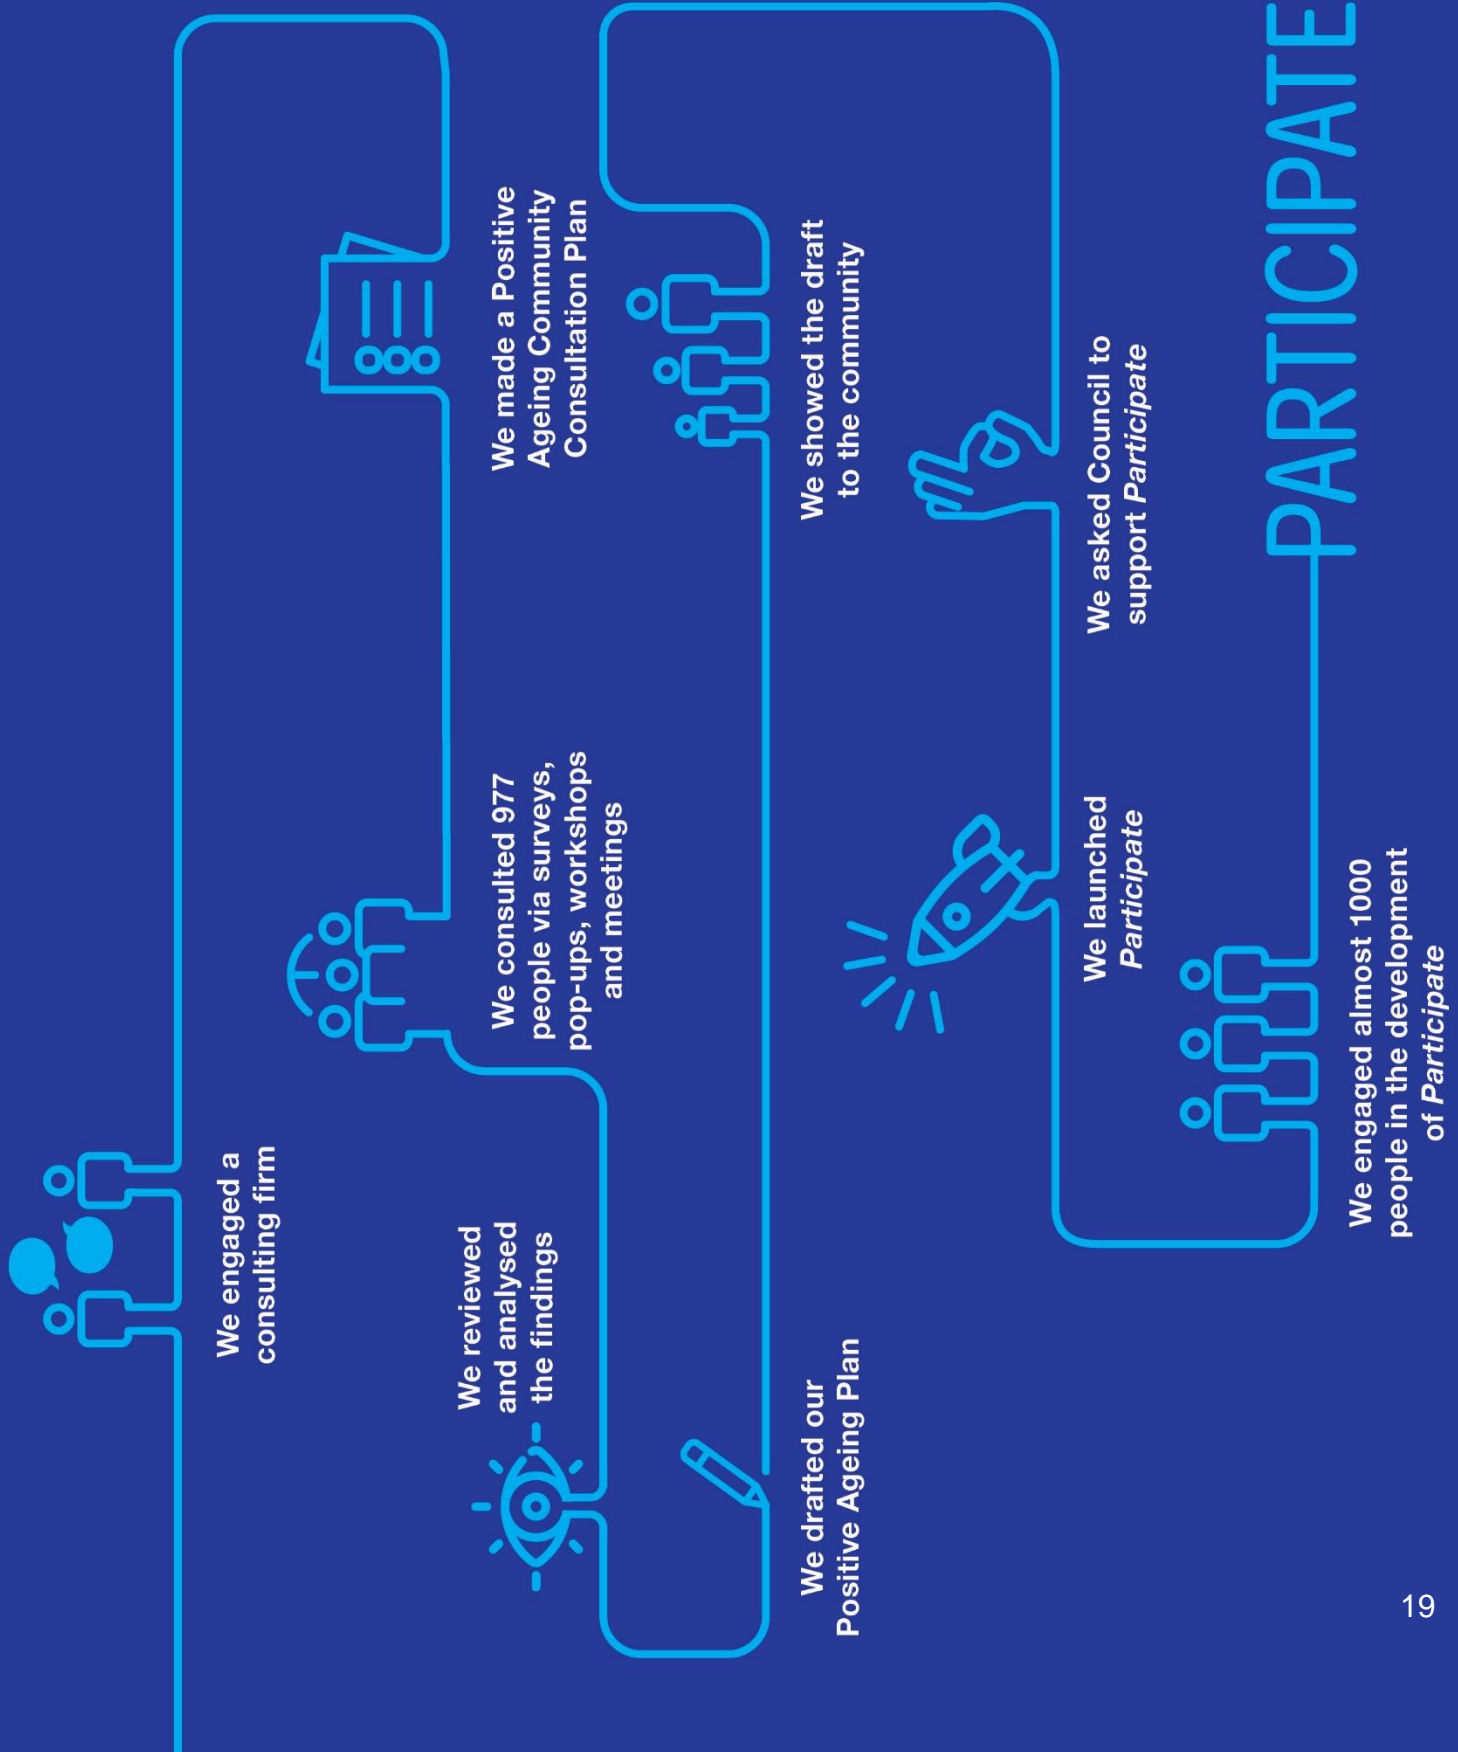 We engaged a
consulting firm
We made a Positive
Ageing Community
Consultation Plan
We consulted 977
people via surveys,
pop-ups, workshops
and meetings
We reviewed
and analysed
the findings
We drafted our
Positive Ageing Plan
We showed the draft
to the community
We asked Council to
support Participate
We launched
Participate
We engaged almost 1000
people in the development
of Participate
PARTICIPATE
19